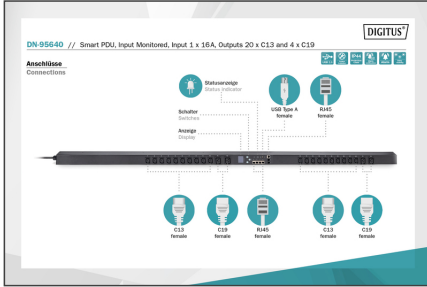 DIGITUS®
DN-95640 // Smart PDU, Input Monitored, Input 1 x 16A, Outputs 20 x C13 and 4 x C19
Anschlüsse
Connections
Statusanzeige
Status indicator
Schalter
Switches
Anzeige
Display
USB Type A
female
RJ45
female
C13
female
C19
female
RJ45
female
C13
female
C19
female